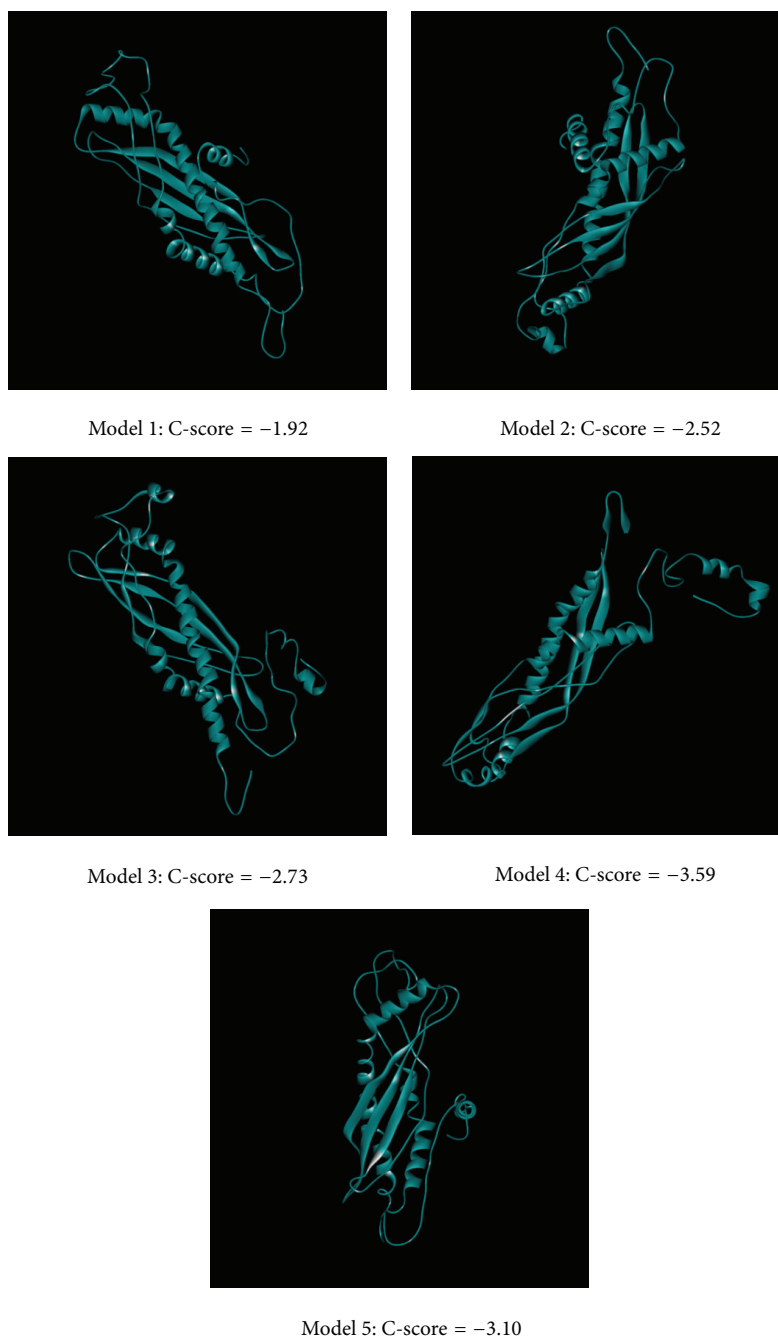 Model 1: C-score = −1.92
Model 2: C-score = −2.52
Model 3: C-score = −2.73
Model 4: C-score = −3.59
Model 5: C-score = −3.10